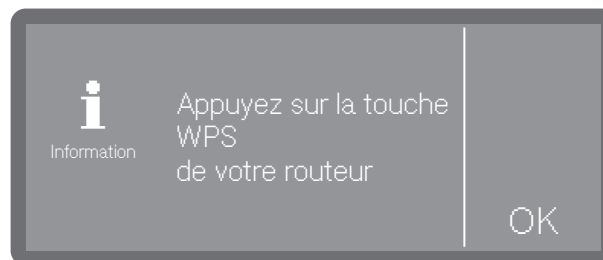 Information
Appuyez sur la touche
WPS
de votre routeur
OK